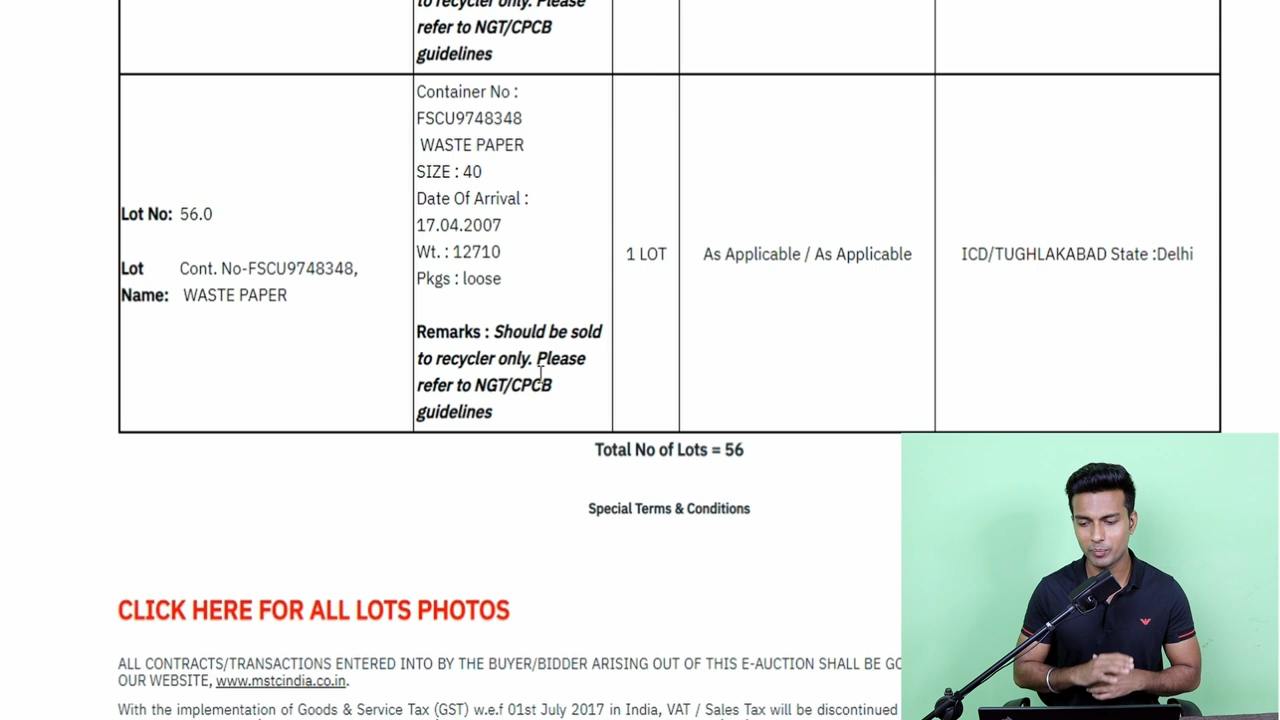 to recycler only. Please
refer to NGT/CPCB
guidelines
Lot No: 56.0
Lot Name: Cont. No-FSCU9748348,
WASTE PAPER
Container No :
FSCU9748348
WASTE PAPER
SIZE : 40
Date Of Arrival :
17.04.2007
Wt. : 12710
Pkgs : loose
Remarks : Should be sold
to recycler only. Please
refer to NGT/CPCB
guidelines
1 LOT
As Applicable / As Applicable
ICD/TUGHLAKABAD State :Delhi
Total No of Lots = 56
Special Terms & Conditions
CLICK HERE FOR ALL LOTS PHOTOS
ALL CONTRACTS/TRANSACTIONS ENTERED INTO BY THE BUYER/BIDDER ARISING OUT OF THIS E-AUCTION SHALL BE
OUR WEBSITE, www.mstcindia.co.in.
With the implementation of Goods & Service Tax (GST) w.e.f 01st July 2017 in India, VAT / Sales Tax will be discontinued